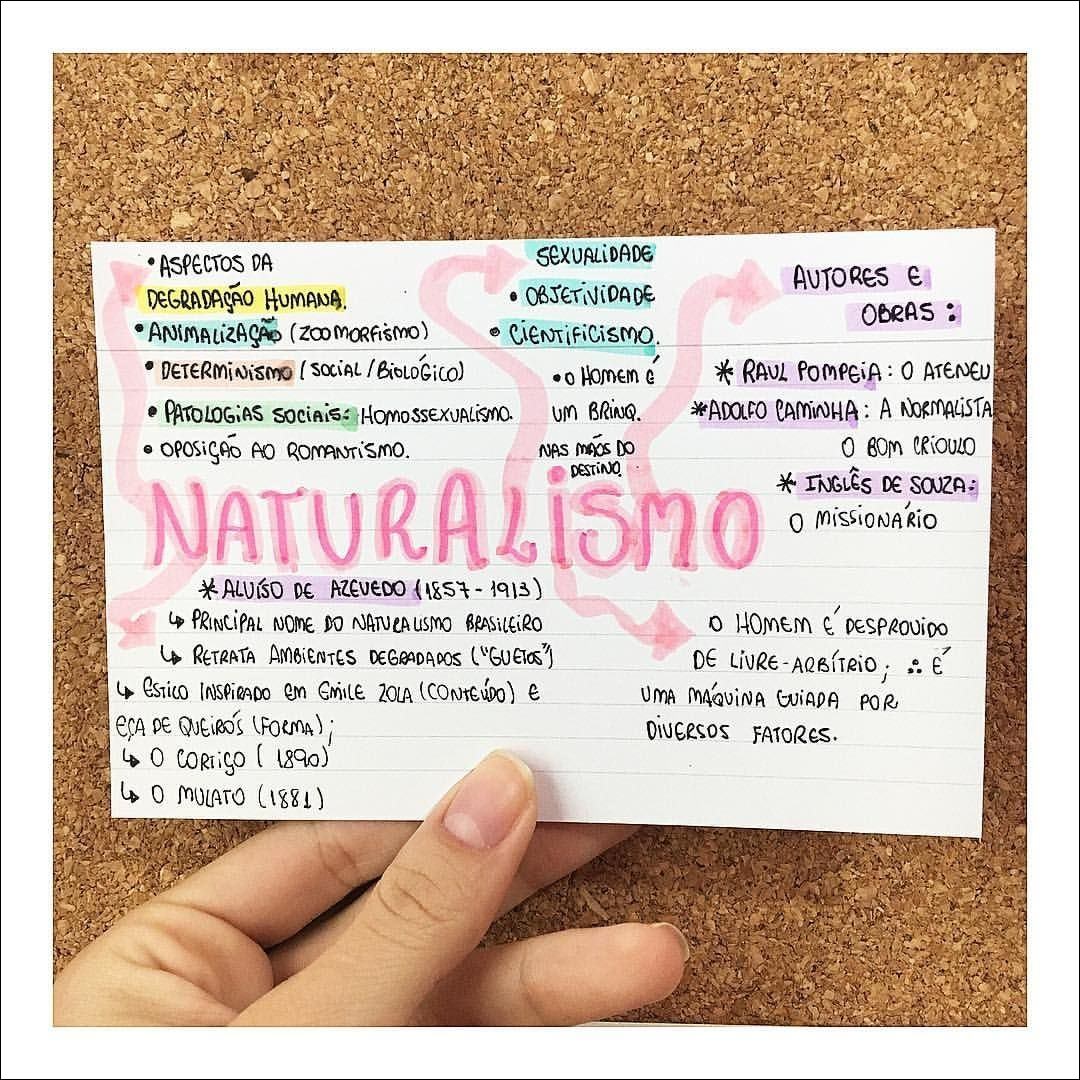 • ASPECTOS DA
DEGRADAÇÃO HUMANA.
• ANIMALIZAÇÃO (ZOOMORFISMO)
• DETERMINISMO (SOCIAL/BIOLÓGICO)
• PATOLOGIAS SOCIAIS: HOMOSSEXUALISMO.
• OPOSIÇÃO AO ROMANTISMO.
SEXUALIDADE
• OBJETIVIDADE
• CIENTIFICISMO.
• O HOMEM É
UM BRINQ.
NAS MÃOS DO
DESTINO.
AUTORES E
OBRAS:
* RAUL POMPEIA: O ATENEU
* ADOLFO CAMINHA: A NORMALISTA
O BOM CRIOULO
* INGLÊS DE SOUZA:
O MISSIONÁRIO
NATURALISMO
* ALUÍSO DE AZEVEDO (1857-1913)
↳ PRINCIPAL NOME DO NATURALISMO BRASILEIRO
↳ RETRATA AMBIENTES DEGRADADOS ("GUETOS")
↳ ESTICO INSPIRADO EM EMILE ZOLA (CONTEÚDO) E
EÇA DE QUEIRÓS (FORMA);
↳ O CORTIÇO (1890)
↳ O MULATO (1881)
O HOMEM É DESPROVIDO
DE LIVRE-ARBÍTRIO; ∴ É
UMA MÁQUINA GUIADA POR
DIVERSOS FATORES.